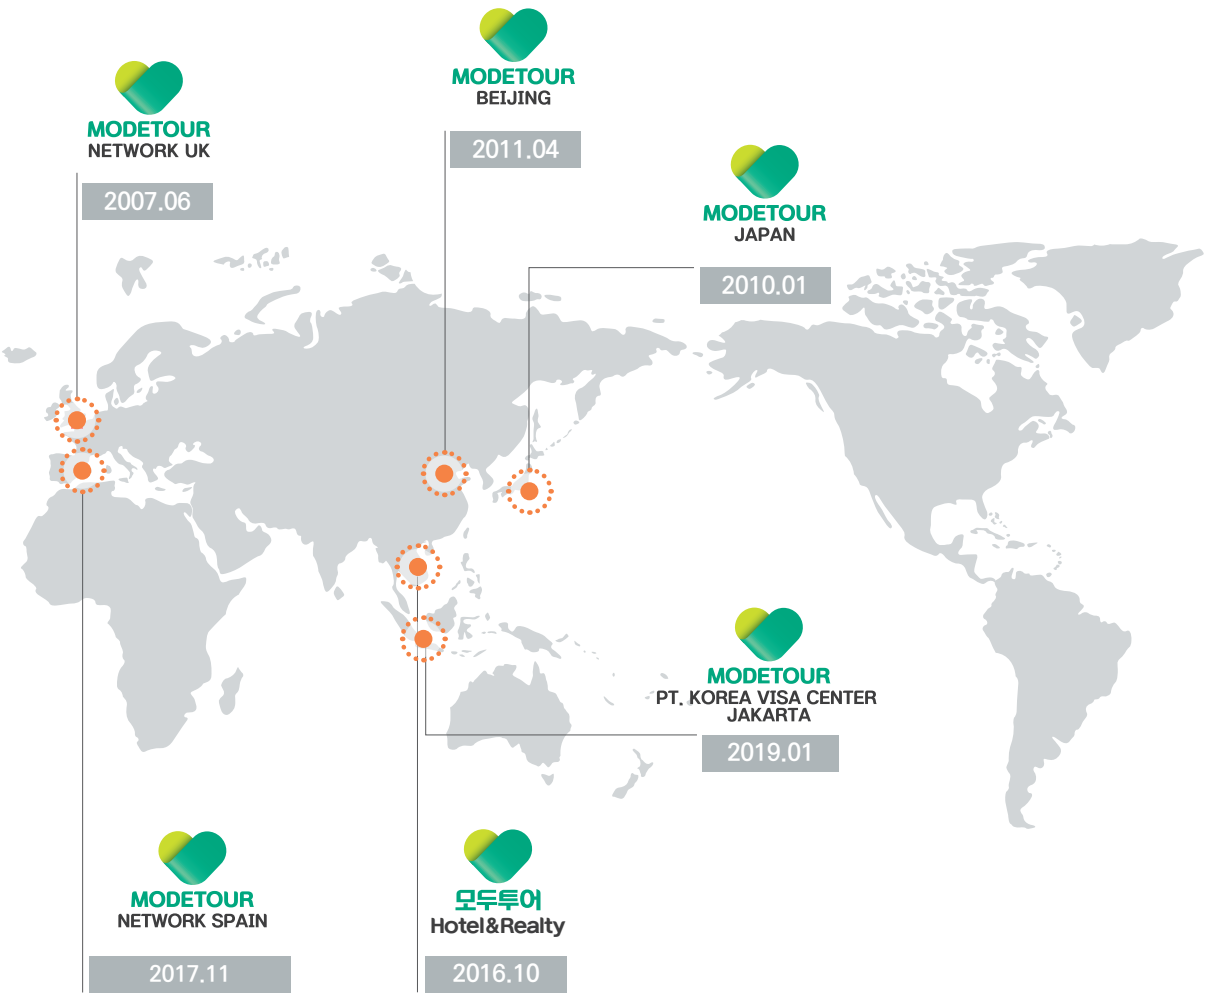 MODETOUR
BEIJING
2011.04
MODETOUR
NETWORK UK
2007.06
MODETOUR
JAPAN
2010.01
MODETOUR
PT. KOREA VISA CENTER
JAKARTA
2019.01
MODETOUR
NETWORK SPAIN
2017.11
모두투어
Hotel&Realty
2016.10